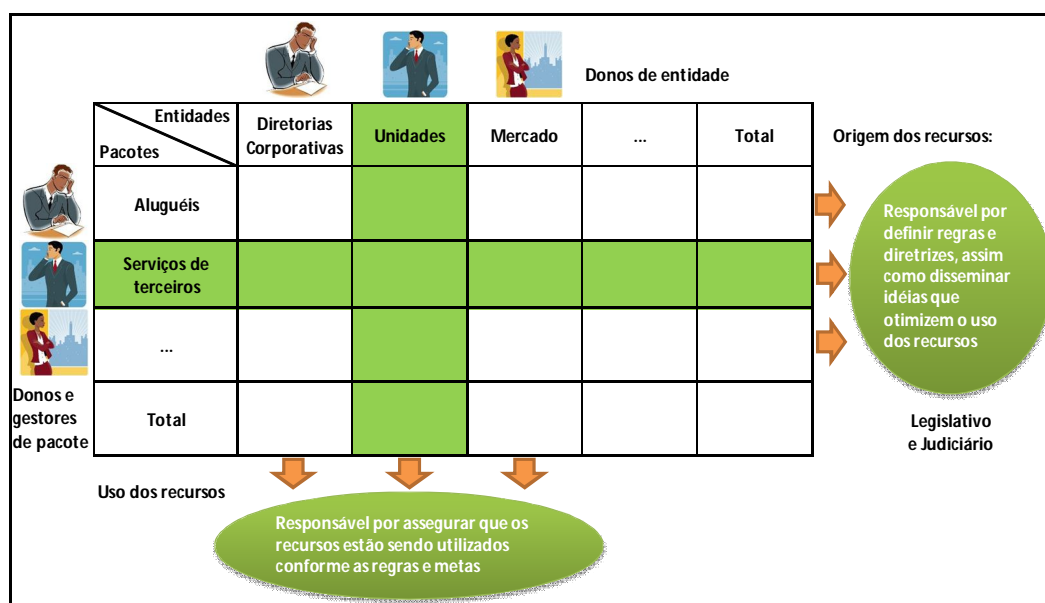 Donos de entidade
Entidades
Pacotes
Diretorias
Corporativas
Unidades
Mercado
...
Total
Origem dos recursos:
Aluguéis
Responsável por
definir regras e
diretrizes, assim
como disseminar
idéias que
otimizem o uso
dos recursos
Serviços de
terceiros
...
Donos e
gestores
de pacote
Total
Legislativo
e Judiciário
Uso dos recursos
Responsável por assegurar que os
recursos estão sendo utilizados
conforme as regras e metas